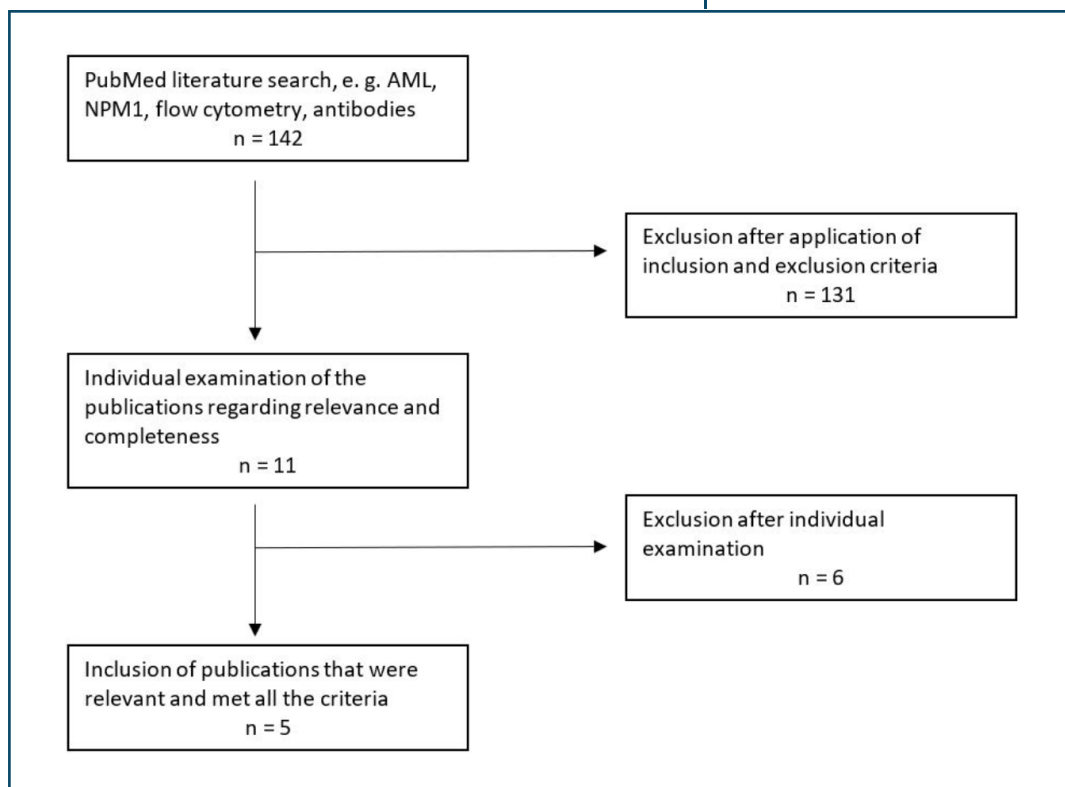 PubMed literature search, e. g. AML,
NPM1, flow cytometry, antibodies
n = 142
Exclusion after application of
inclusion and exclusion criteria
n = 131
Individual examination of the
publications regarding relevance and
completeness
n = 11
Exclusion after individual
examination
n = 6
Inclusion of publications that were
relevant and met all the criteria
n = 5